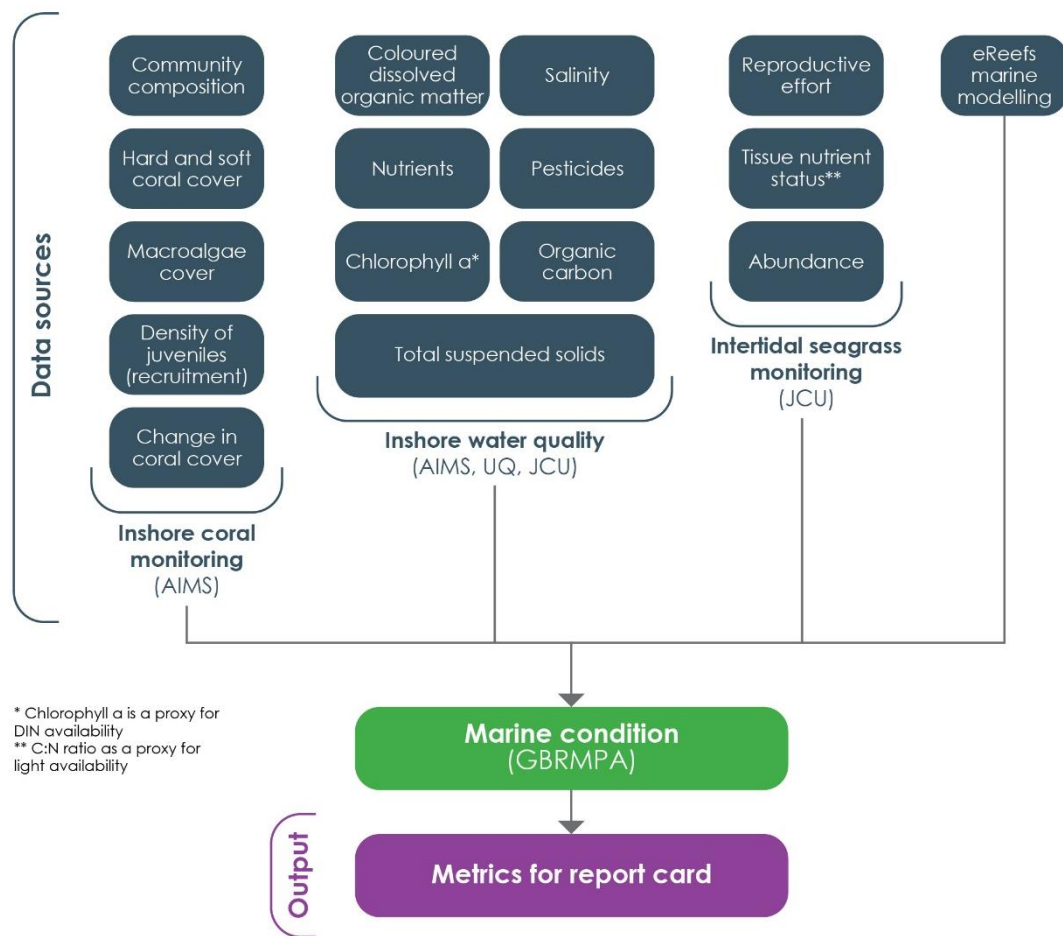 Data sources
Community
composition
Hard and soft
coral cover
Macroalgae
cover
Density of
juveniles
(recruitment)
Change in
coral cover
Inshore coral
monitoring
(AIMS)
Coloured
dissolved
organic matter
Salinity
Nutrients
Pesticides
Chlorophyll a*
Organic
carbon
Total suspended solids
Inshore water quality
(AIMS, UQ, JCU)
Reproductive
effort
Tissue nutrient
status**
Abundance
Intertidal seagrass
monitoring
(JCU)
eReefs
marine
modelling
* Chlorophyll a is a proxy for
DIN availability
** C:N ratio as a proxy for
light availability
Marine condition
(GBRMPA)
Output
Metrics for report card